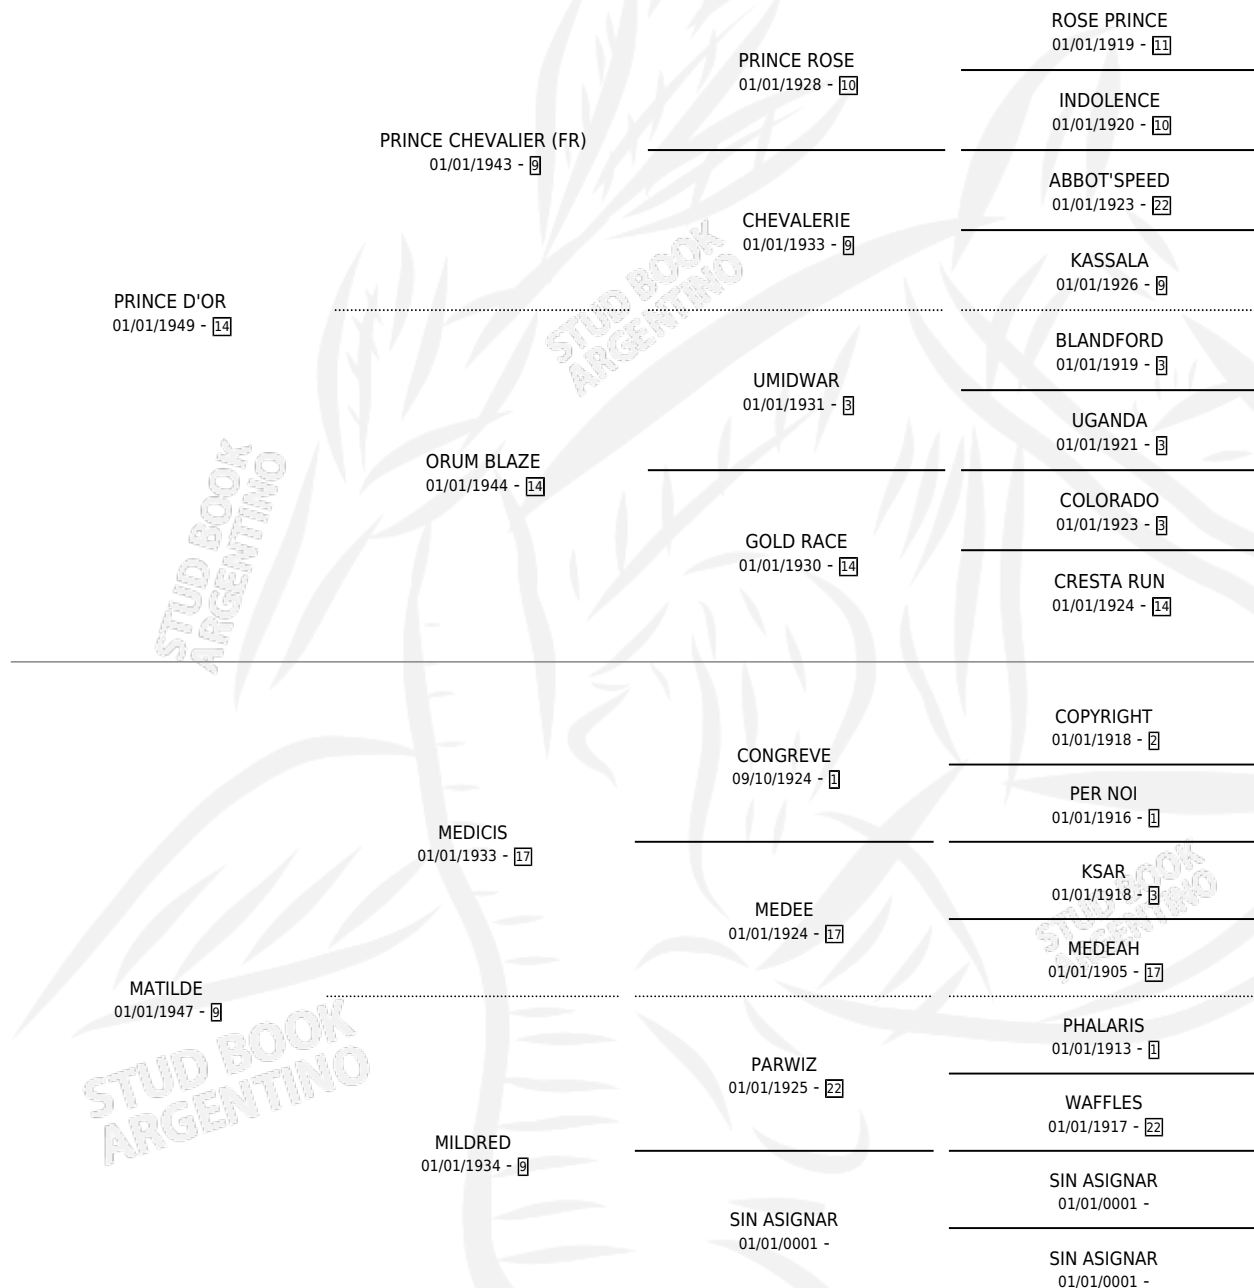 ROSE PRINCE
01/01/1919 - 11
PRINCE ROSE
01/01/1928 - 10
INDOLENCE
01/01/1920 - 10
PRINCE CHEVALIER (FR)
01/01/1943 - 9
ABBOT'SPEED
01/01/1923 - 22
CHEVALERIE
01/01/1933 - 9
KASSALA
01/01/1926 - 9
STUD BOOK
ARGENTINO
PRINCE D'OR
01/01/1949 - 14
BLANDFORD
01/01/1919 - 3
UMIDWAR
01/01/1931 - 3
UGANDA
01/01/1921 - 3
ORUM BLAZE
01/01/1944 - 14
COLORADO
01/01/1923 - 3
GOLD RACE
01/01/1930 - 14
CRESTA RUN
01/01/1924 - 14
STUD BOOK
ARGENTINO
COPYRIGHT
01/01/1918 - 2
CONGREVE
09/10/1924 - 1
PER NOI
01/01/1916 - 1
MEDICIS
01/01/1933 - 17
KSAR
01/01/1918 - 3
MEDEE
01/01/1924 - 17
MEDEAH
01/01/1905 - 17
STUD BOOK
ARGENTINO
MATILDE
01/01/1947 - 9
PHALARIS
01/01/1913 - 1
PARWIZ
01/01/1925 - 22
WAFFLES
01/01/1917 - 22
STUD BOOK
ARGENTINO
MILDRED
01/01/1934 - 9
SIN ASIGNAR
01/01/0001 -
SIN ASIGNAR
01/01/0001 -
SIN ASIGNAR
01/01/0001 -